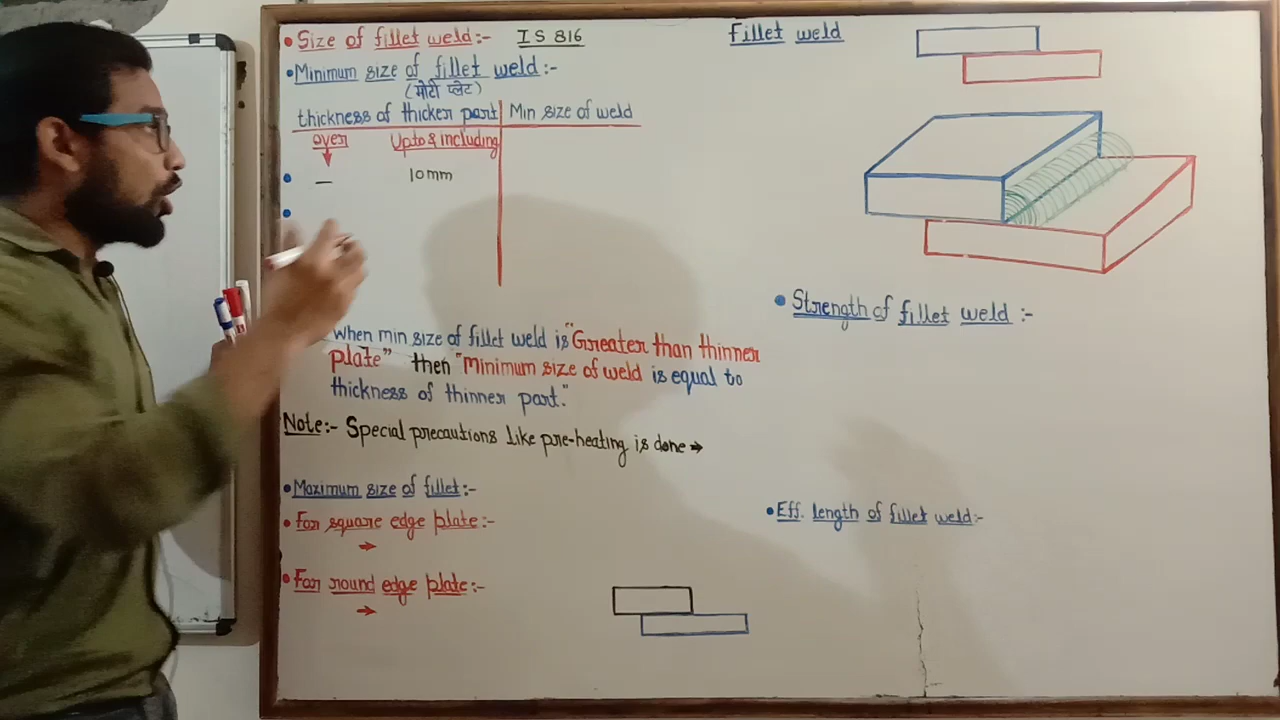 • Size of fillet weld:- IS 816
• Minimum size of fillet weld:-
(मोटी प्लेट)
thickness of thicker part Min size of weld
over Upto & including
• – 10mm
•
When min size of fillet weld is "Greater than thinner
plate" then "Minimum size of weld is equal to
thickness of thinner part."
Note:- Special precautions like pre-heating is done →
• Maximum size of fillet:-
• For square edge plate:-
→
• For round edge plate:-
→
Fillet weld
• Strength of fillet weld :-
• Eff. length of fillet weld:-